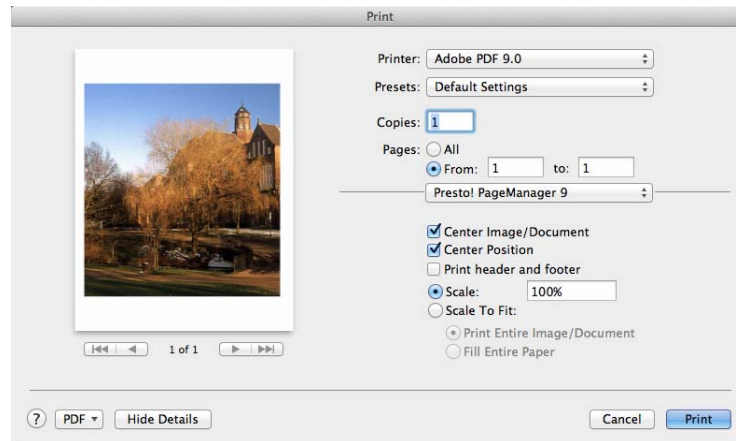 Print
Printer: Adobe PDF 9.0
Presets: Default Settings
Copies: 1
Pages: All
From: 1 to: 1
Presto! PageManager 9
Center Image/Document
Center Position
Print header and footer
Scale: 100%
Scale To Fit:
Print Entire Image/Document
Fill Entire Paper
1 of 1
? PDF Hide Details Cancel Print